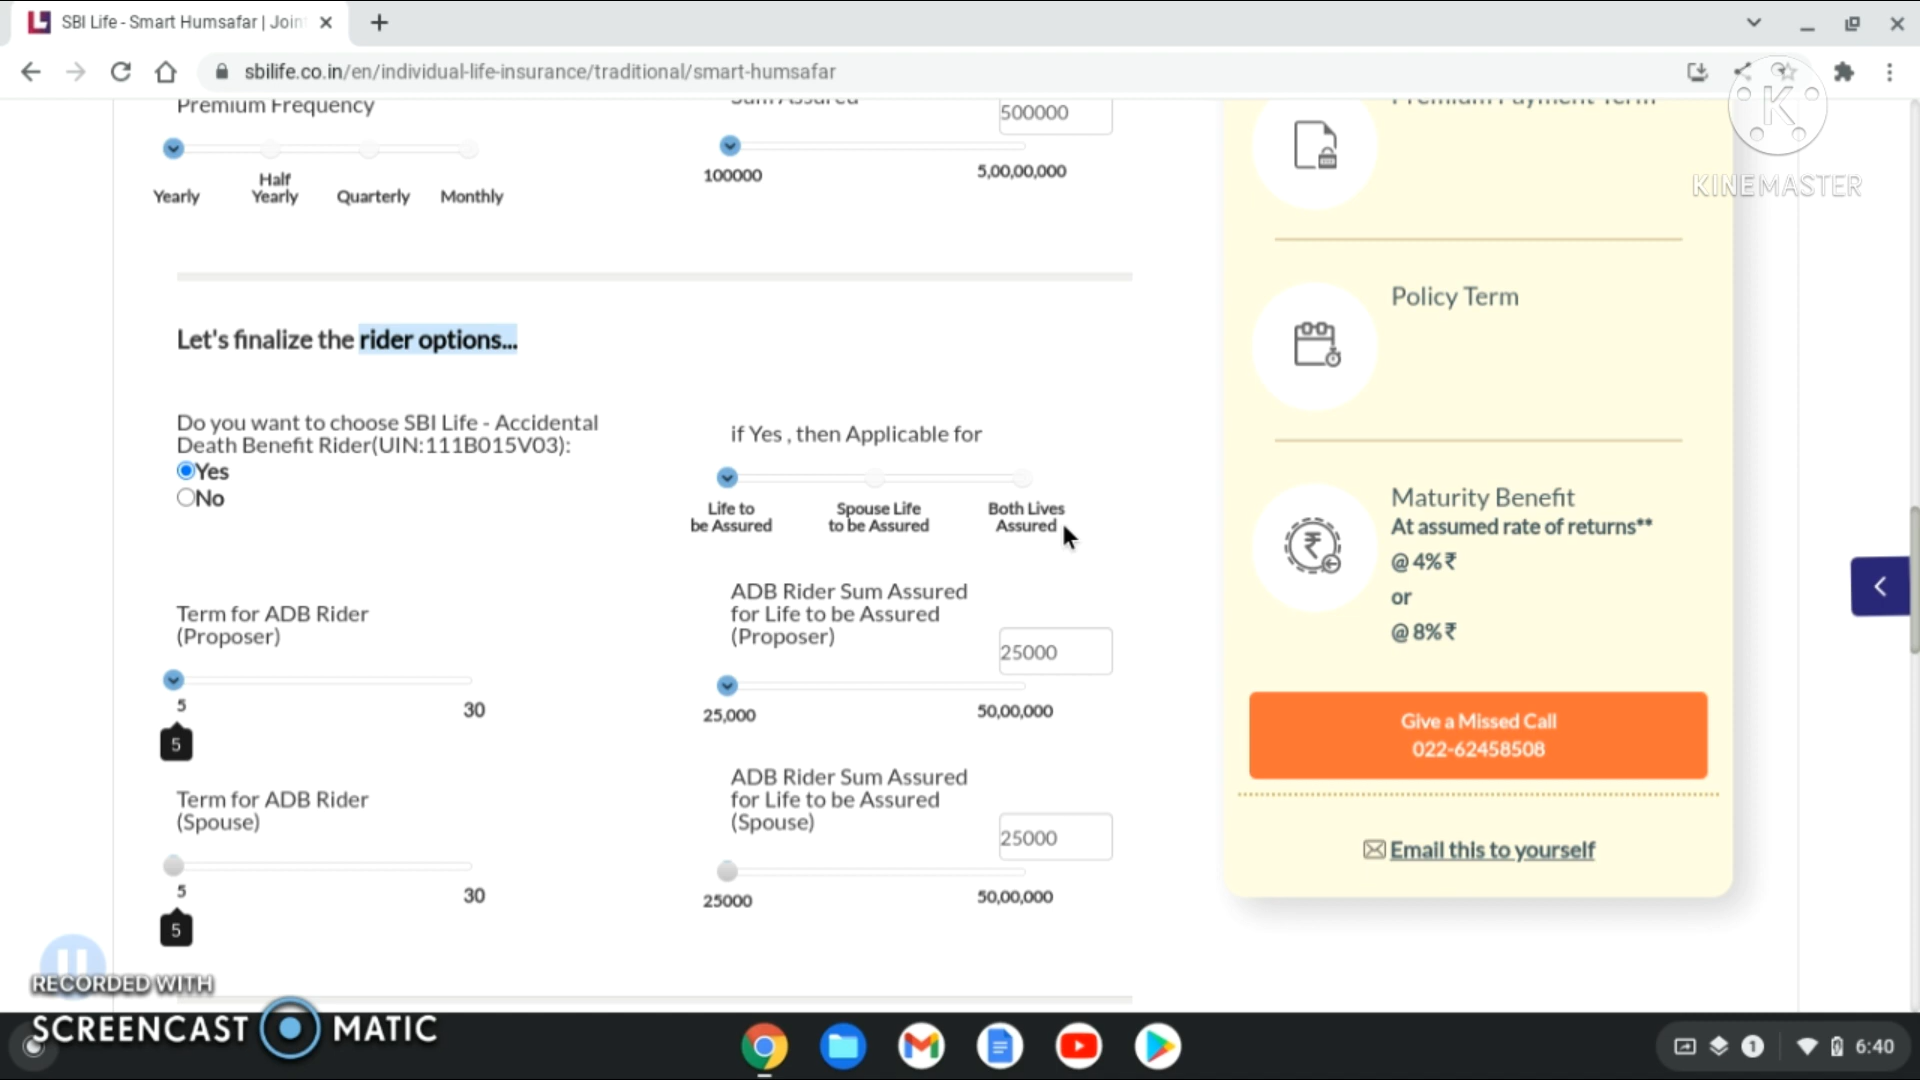 SBI Life - Smart Humsafar | Join
sbilife.co.in/en/individual-life-insurance/traditional/smart-humsafar
Premium Frequency
Sum Assured
500000
Premium Payment Term
KINEMASTER
Yearly
Half
Yearly
Quarterly
Monthly
100000
5,00,00,000
Let's finalize the rider options...
Do you want to choose SBI Life - Accidental
Death Benefit Rider(UIN:111B015V03):
Yes
No
if Yes , then Applicable for
Life to
be Assured
Spouse Life
to be Assured
Both Lives
Assured
Term for ADB Rider
(Proposer)
5
30
5
ADB Rider Sum Assured
for Life to be Assured
(Proposer)
25000
25,000
50,00,000
Term for ADB Rider
(Spouse)
5
30
5
ADB Rider Sum Assured
for Life to be Assured
(Spouse)
25000
25000
50,00,000
Policy Term
Maturity Benefit
At assumed rate of returns**
@ 4% ₹
or
@ 8% ₹
Give a Missed Call
022-62458508
Email this to yourself
RECORDED WITH
SCREENCAST MATIC
1
6:40